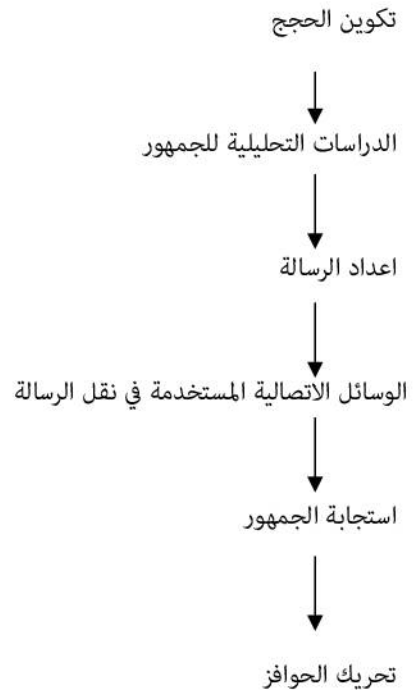 تكوين الحجج
الدراسات التحليلية للجمهور
اعداد الرسالة
الوسائل الاتصالية المستخدمة في نقل الرسالة
استجابة الجمهور
تحريك الحوافز